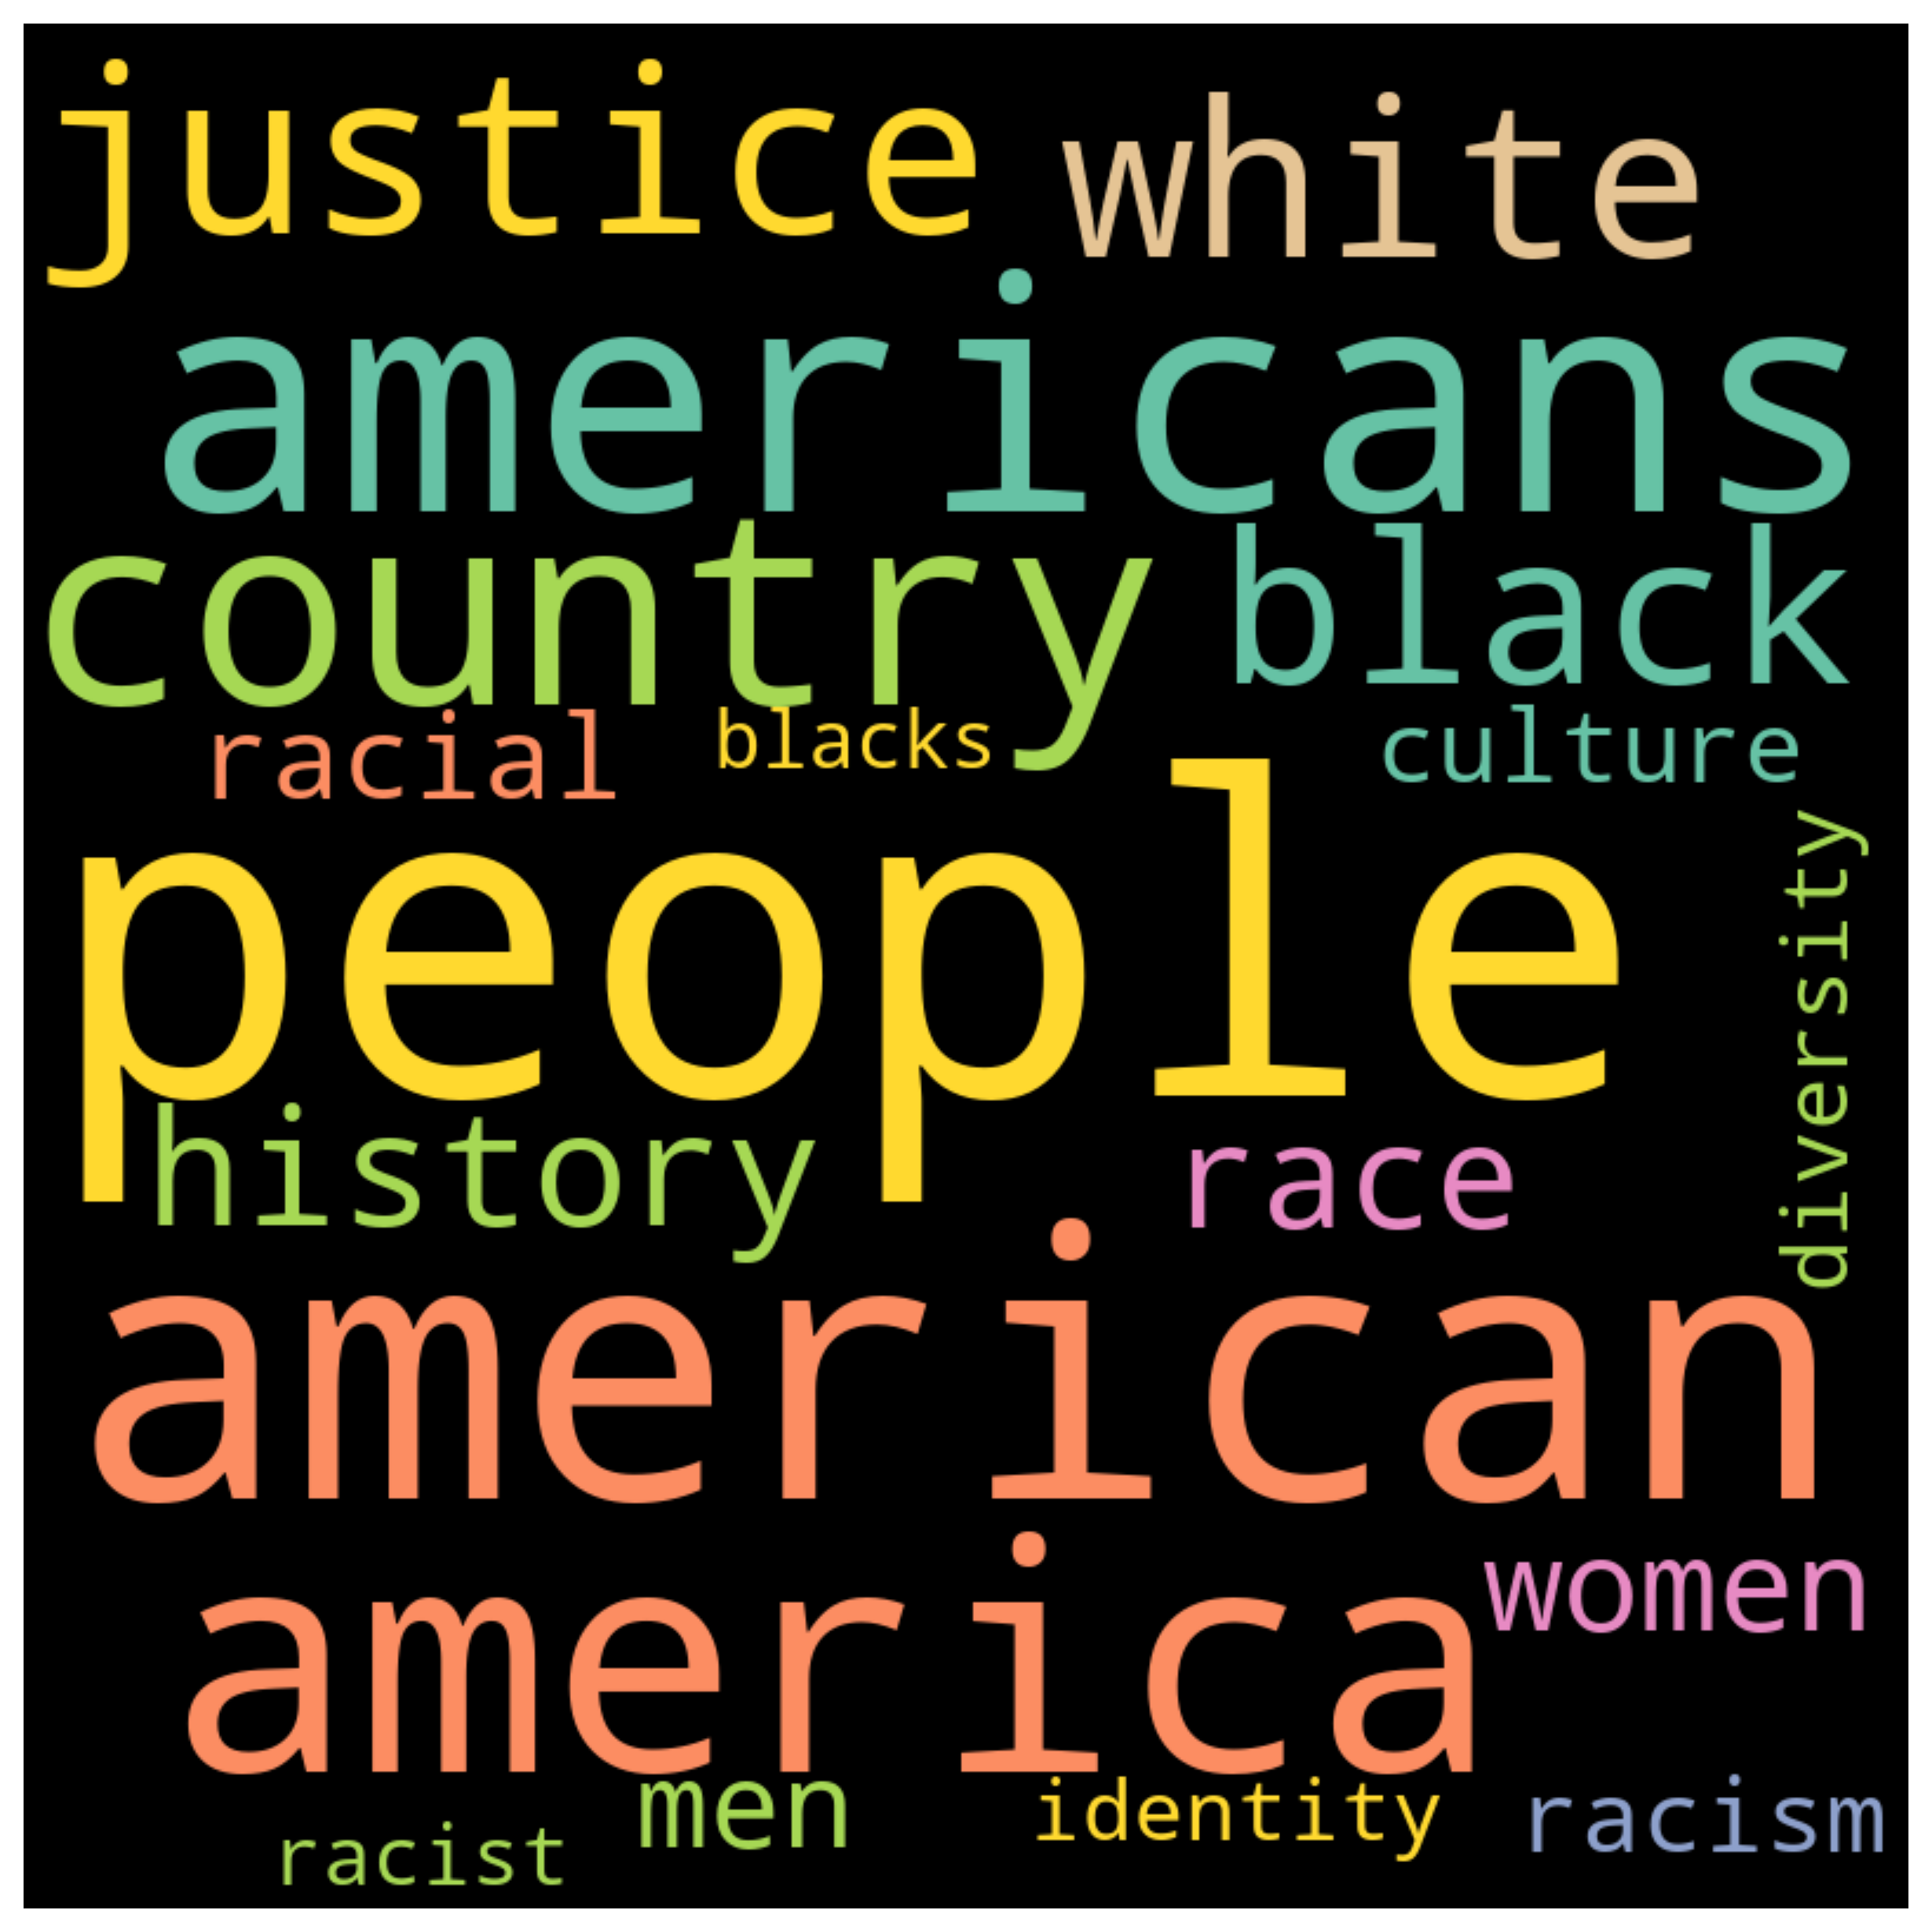 justice white
americans
country black
racial blacks culture
people
diversity
history race
american
america
women
men identity racism
racist